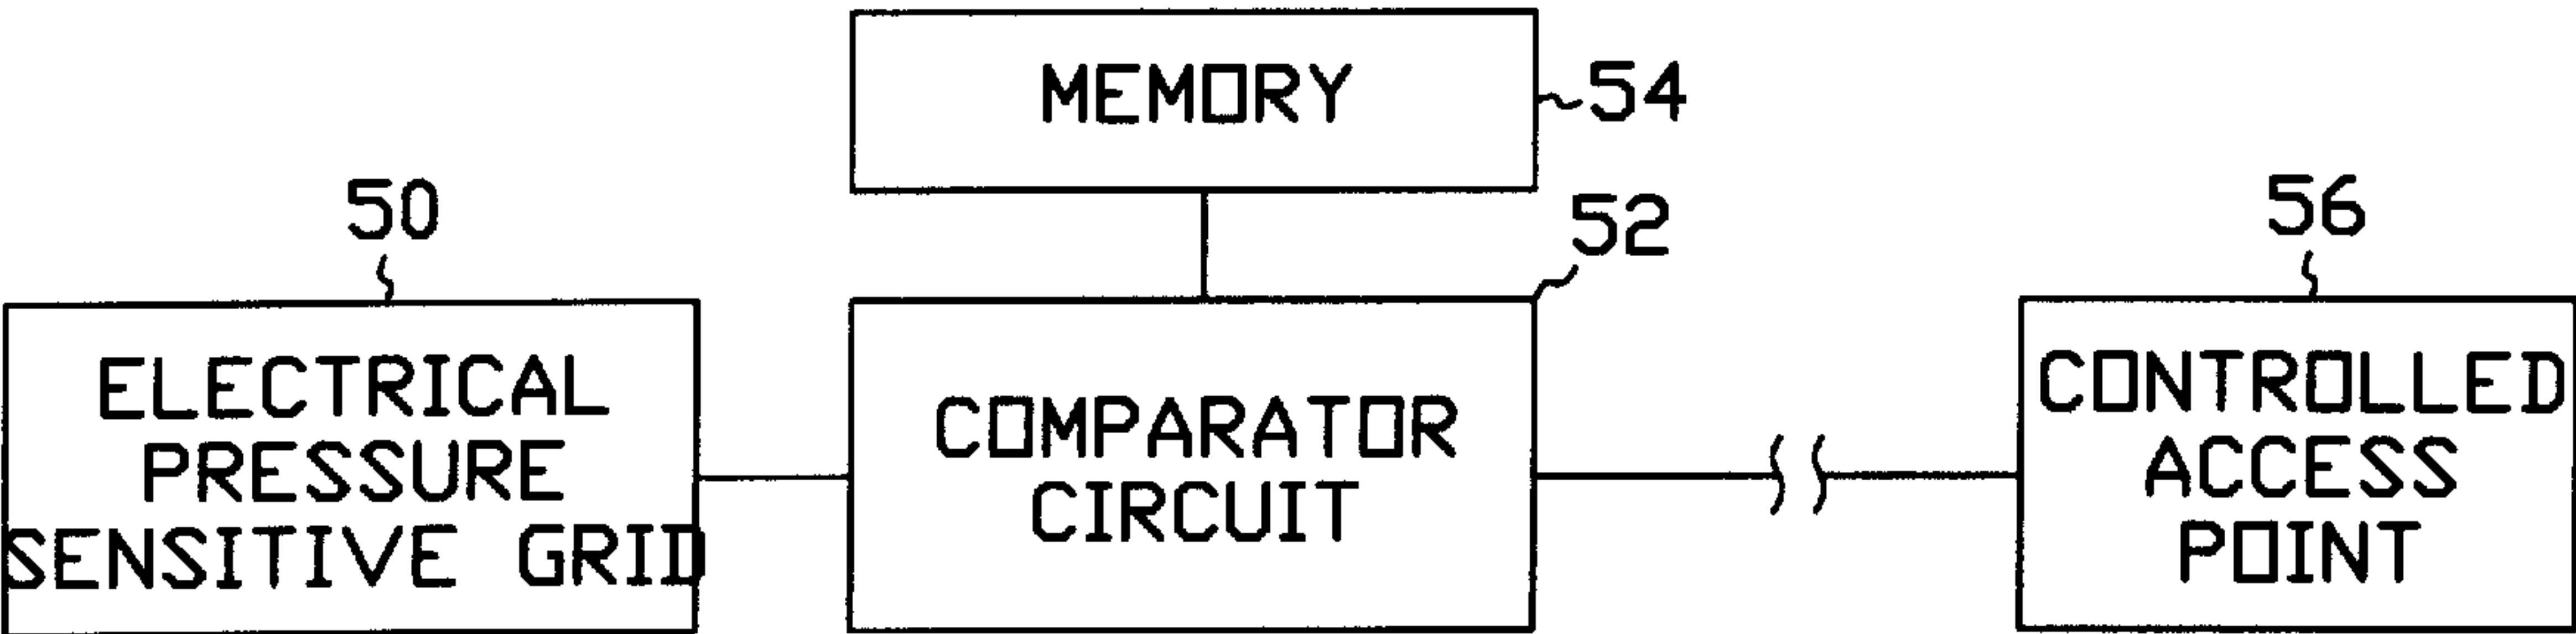 MEMORY
54
50
52
56
ELECTRICAL
PRESSURE
SENSITIVE GRID
COMPARATOR
CIRCUIT
CONTROLLED
ACCESS
POINT